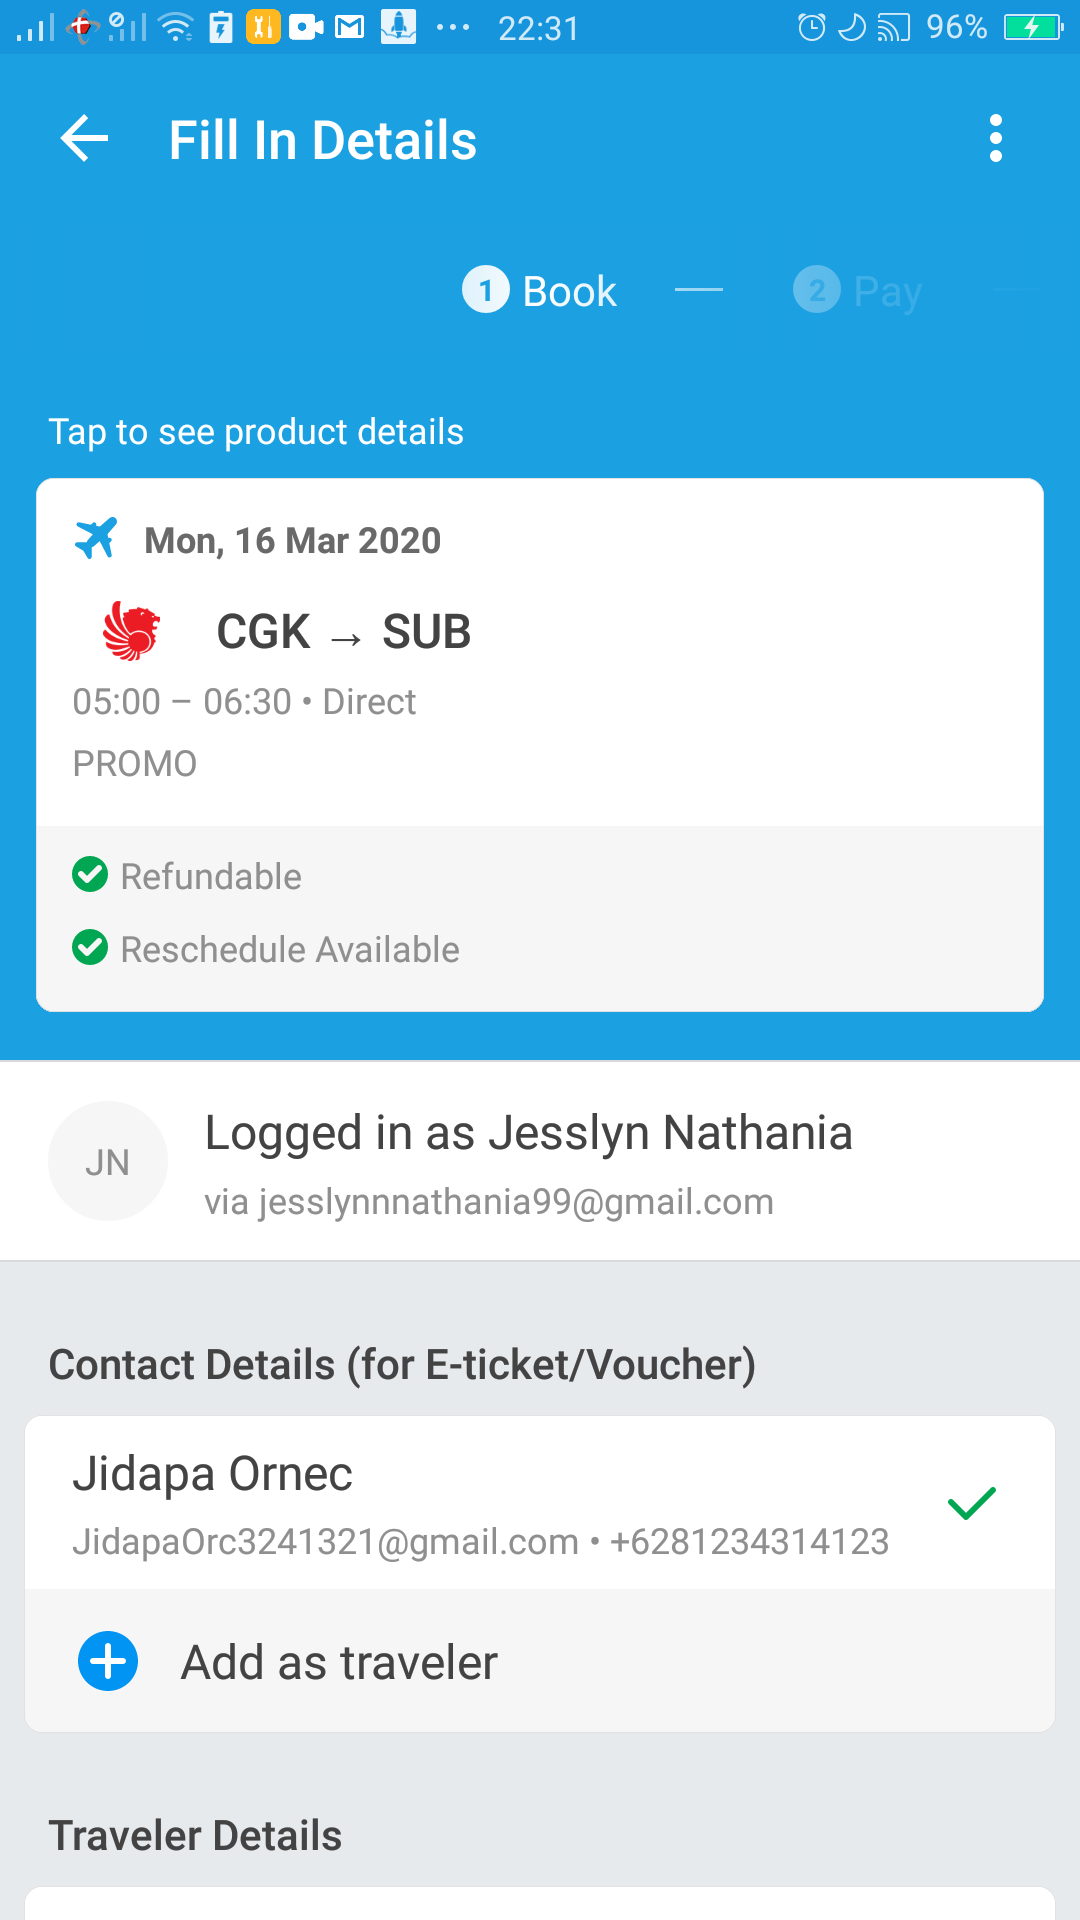 22:31
96%
Fill In Details
1 Book
2 Pay
Tap to see product details
Mon, 16 Mar 2020
CGK → SUB
05:00 – 06:30 • Direct
PROMO
Refundable
Reschedule Available
JN
Logged in as Jesslyn Nathania
via jesslynnnathania99@gmail.com
Contact Details (for E-ticket/Voucher)
Jidapa Ornec
JidapaOrc3241321@gmail.com • +6281234314123
Add as traveler
Traveler Details